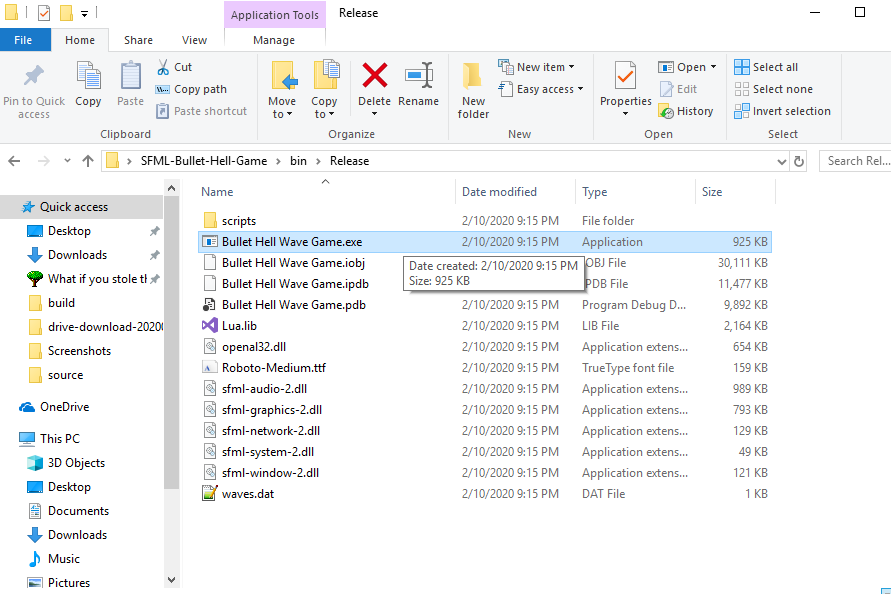 Application Tools Release
File Home Share View Manage
Pin to Quick access
Copy
Paste
Cut
Copy path
Paste shortcut
Clipboard
Move to
Copy to
Delete
Rename
Organize
New folder
New item
Easy access
New
Properties
Open
Edit
History
Open
Select all
Select none
Invert selection
Select
SFML-Bullet-Hell-Game > bin > Release
Search Rel...
Quick access
Desktop
Downloads
What if you stole th
build
drive-download-2020
Screenshots
source
OneDrive
This PC
3D Objects
Desktop
Documents
Downloads
Music
Pictures
Name Date modified Type Size
scripts 2/10/2020 9:15 PM File folder
Bullet Hell Wave Game.exe 2/10/2020 9:15 PM Application 925 KB
Bullet Hell Wave Game.iobj OBJ File 30,111 KB
Date created: 2/10/2020 9:15 PM
Size: 925 KB
Bullet Hell Wave Game.ipdb PDB File 11,477 KB
Bullet Hell Wave Game.pdb 2/10/2020 9:15 PM Program Debug D... 9,892 KB
Lua.lib 2/10/2020 9:15 PM LIB File 2,164 KB
openal32.dll 2/10/2020 9:15 PM Application extens... 654 KB
Roboto-Medium.ttf 2/10/2020 9:15 PM TrueType font file 159 KB
sfml-audio-2.dll 2/10/2020 9:15 PM Application extens... 989 KB
sfml-graphics-2.dll 2/10/2020 9:15 PM Application extens... 793 KB
sfml-network-2.dll 2/10/2020 9:15 PM Application extens... 129 KB
sfml-system-2.dll 2/10/2020 9:15 PM Application extens... 49 KB
sfml-window-2.dll 2/10/2020 9:15 PM Application extens... 121 KB
waves.dat 2/10/2020 9:15 PM DAT File 1 KB